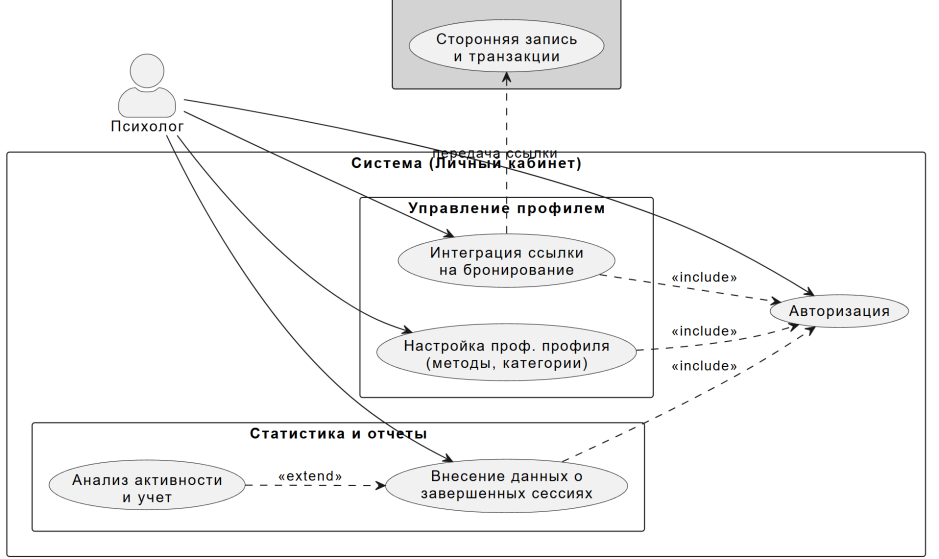 Сторонняя запись
и транзакции
Психолог
передача ссылки
Система (Личный кабинет)
Управление профилем
Интеграция ссылки
на бронирование
«include»
Авторизация
Настройка проф. профиля
(методы, категории)
«include»
«include»
Статистика и отчеты
Анализ активности
и учет
«extend»
Внесение данных о
завершенных сессиях